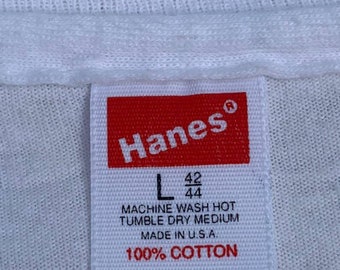 Hanes®
L 42/44
MACHINE WASH HOT
TUMBLE DRY MEDIUM
MADE IN U.S.A.
100% COTTON